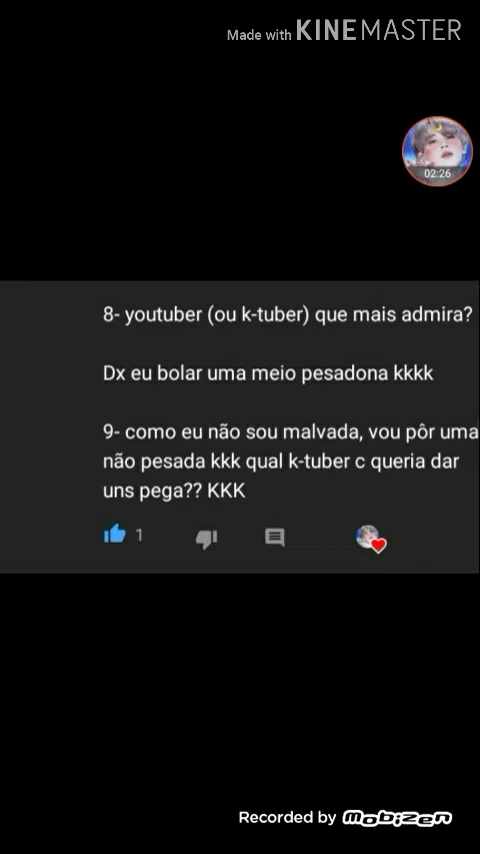 Made with KINEMASTER
02:26
8- youtuber (ou k-tuber) que mais admira?
Dx eu bolar uma meio pesadona kkkk
9- como eu não sou malvada, vou pôr uma
não pesada kkk qual k-tuber c queria dar
uns pega?? KKK
1
Recorded by Mobizen